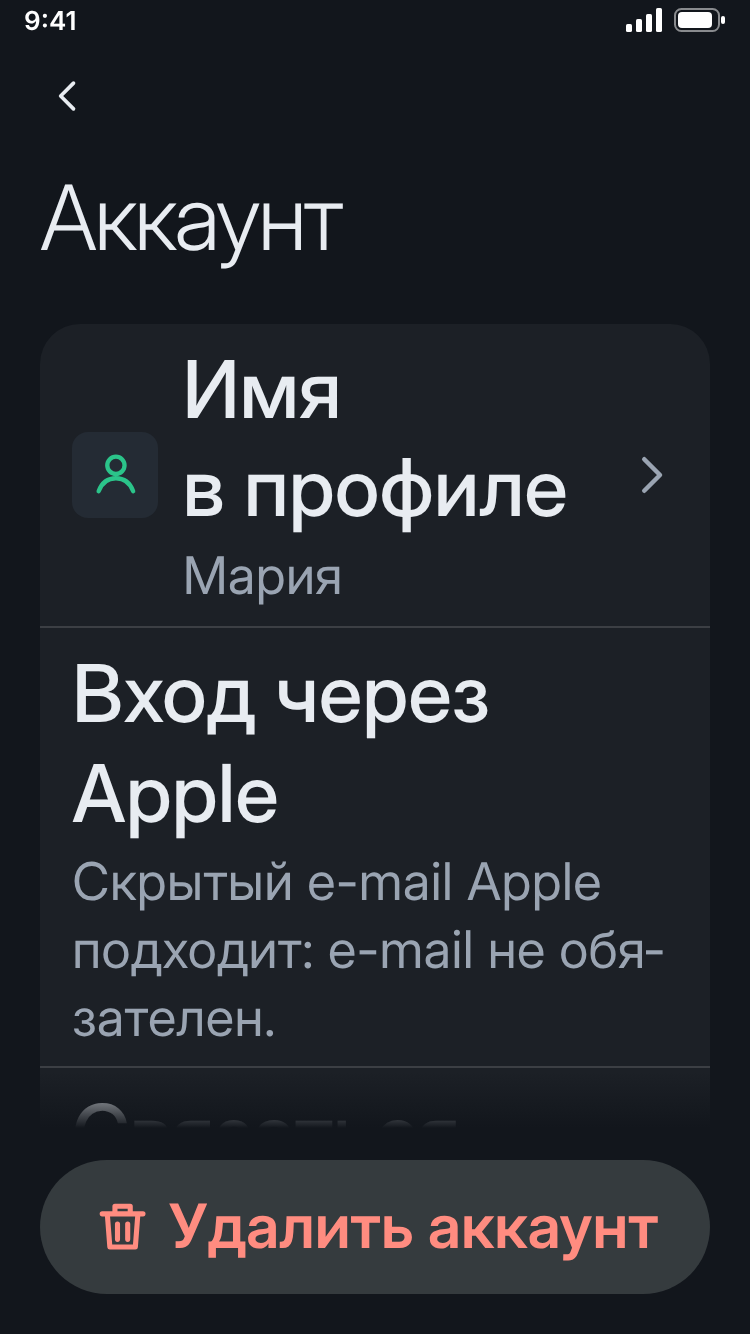 9:41
Аккаунт
Имя
в профиле
Мария
Вход через
Apple
Скрытый e-mail Apple
подходит: e-mail не обя-
зателен.
Удалить аккаунт